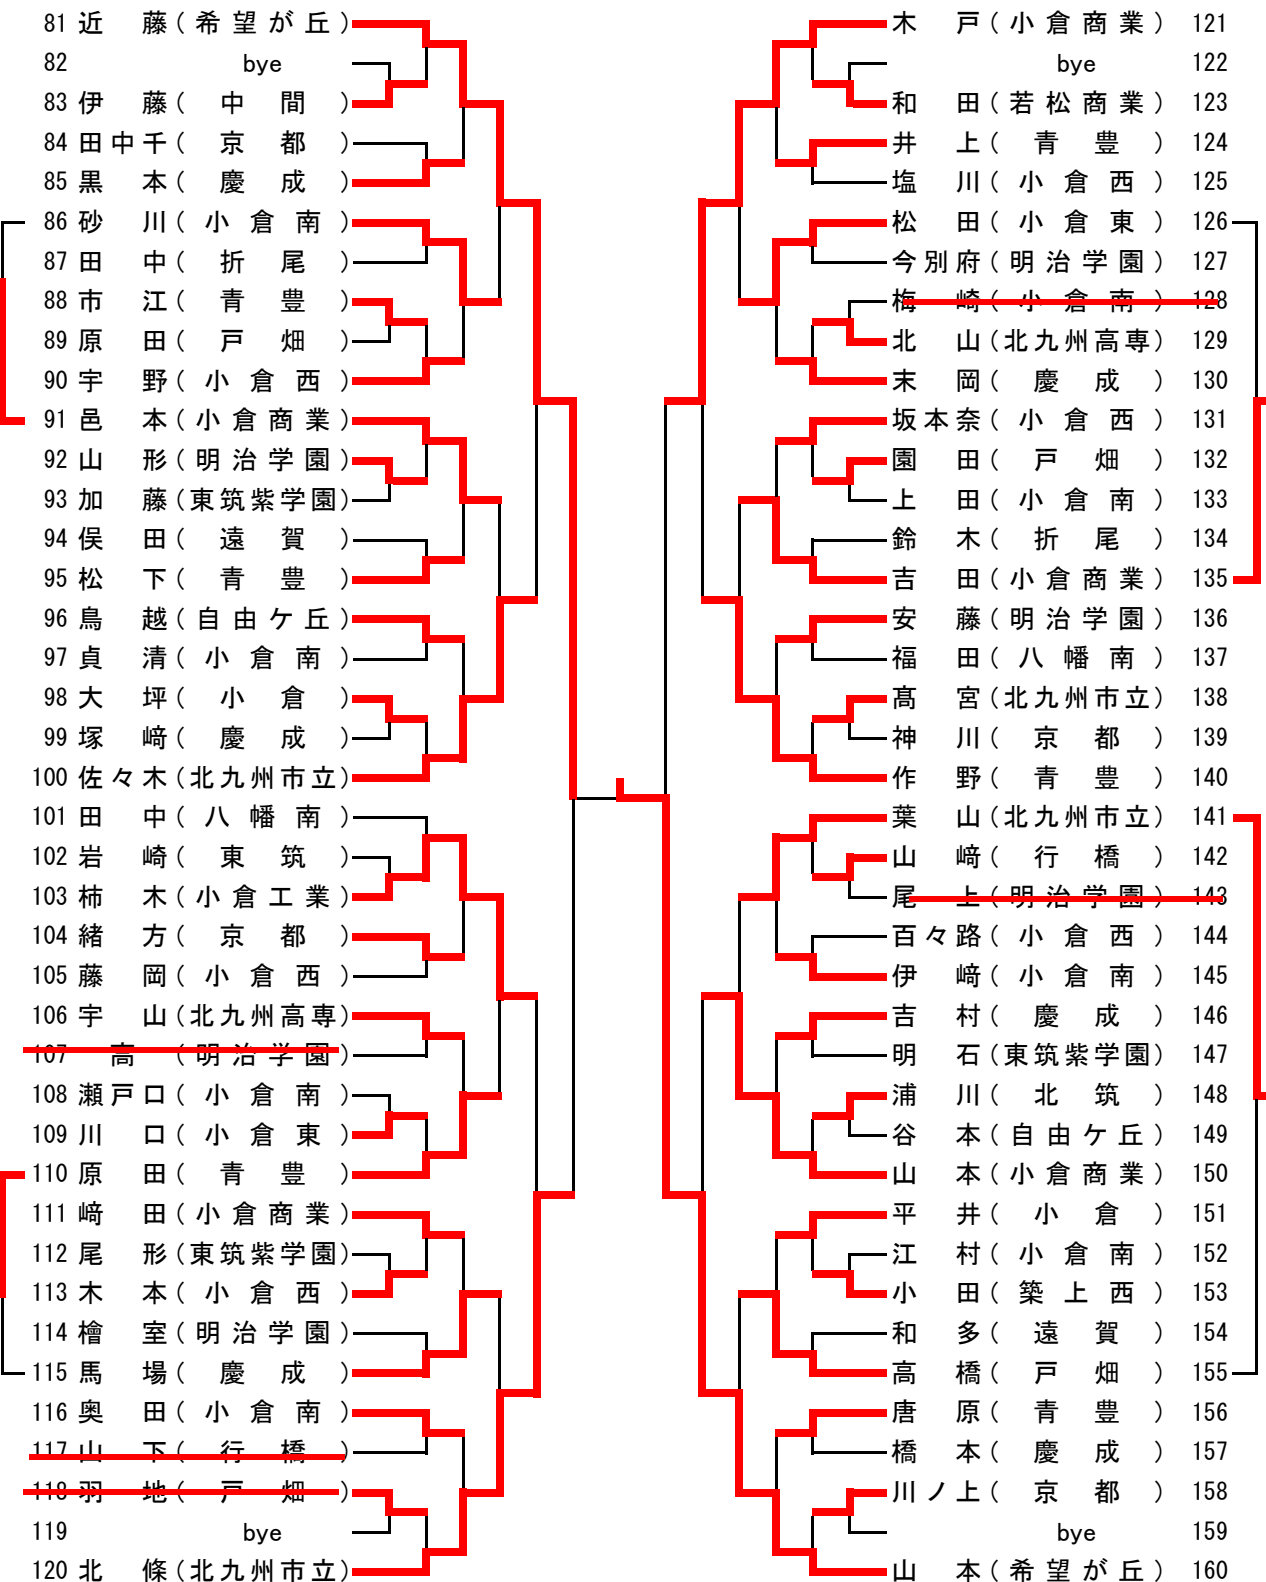 81 近 藤(希望が丘)
82 bye
83 伊 藤(中 間)
84 田中千(京 都)
85 黒 本(慶 成)
86 砂 川(小 倉 南)
87 田 中(折 尾)
88 市 江(青 豊)
89 原 田(戸 畑)
90 宇 野(小 倉 西)
91 邑 本(小倉商業)
92 山 形(明治学園)
93 加 藤(東筑紫学園)
94 俣 田(遠 賀)
95 松 下(青 豊)
96 鳥 越(自由ケ丘)
97 貞 清(小 倉 南)
98 大 坪(小 倉)
99 塚 﨑(慶 成)
100 佐々木(北九州市立)
101 田 中(八 幡 南)
102 岩 崎(東 筑)
103 柿 木(小倉工業)
104 緒 方(京 都)
105 藤 岡(小 倉 西)
106 宇 山(北九州高専)
107 高 (明治学園)
108 瀬戸口(小 倉 南)
109 川 口(小 倉 東)
110 原 田(青 豊)
111 﨑 田(小倉商業)
112 尾 形(東筑紫学園)
113 木 本(小 倉 西)
114 檜 室(明治学園)
115 馬 場(慶 成)
116 奥 田(小 倉 南)
117 山 下(行 橋)
118 羽 地(戸 畑)
119 bye
120 北 條(北九州市立)
木 戸(小倉商業) 121
bye 122
和 田(若松商業) 123
井 上(青 豊) 124
塩 川(小 倉 西) 125
松 田(小 倉 東) 126
今別府(明治学園) 127
梅 崎(小 倉 南) 128
北 山(北九州高専) 129
末 岡(慶 成) 130
坂本奈(小 倉 西) 131
園 田(戸 畑) 132
上 田(小 倉 南) 133
鈴 木(折 尾) 134
吉 田(小倉商業) 135
安 藤(明治学園) 136
福 田(八 幡 南) 137
髙 宮(北九州市立) 138
神 川(京 都) 139
作 野(青 豊) 140
葉 山(北九州市立) 141
山 﨑(行 橋) 142
尾 上(明治学園) 143
百々路(小 倉 西) 144
伊 﨑(小 倉 南) 145
吉 村(慶 成) 146
明 石(東筑紫学園) 147
浦 川(北 筑) 148
谷 本(自由ケ丘) 149
山 本(小倉商業) 150
平 井(小 倉) 151
江 村(小 倉 南) 152
小 田(築 上 西) 153
和 多(遠 賀) 154
高 橋(戸 畑) 155
唐 原(青 豊) 156
橋 本(慶 成) 157
川ノ上(京 都) 158
bye 159
山 本(希望が丘) 160